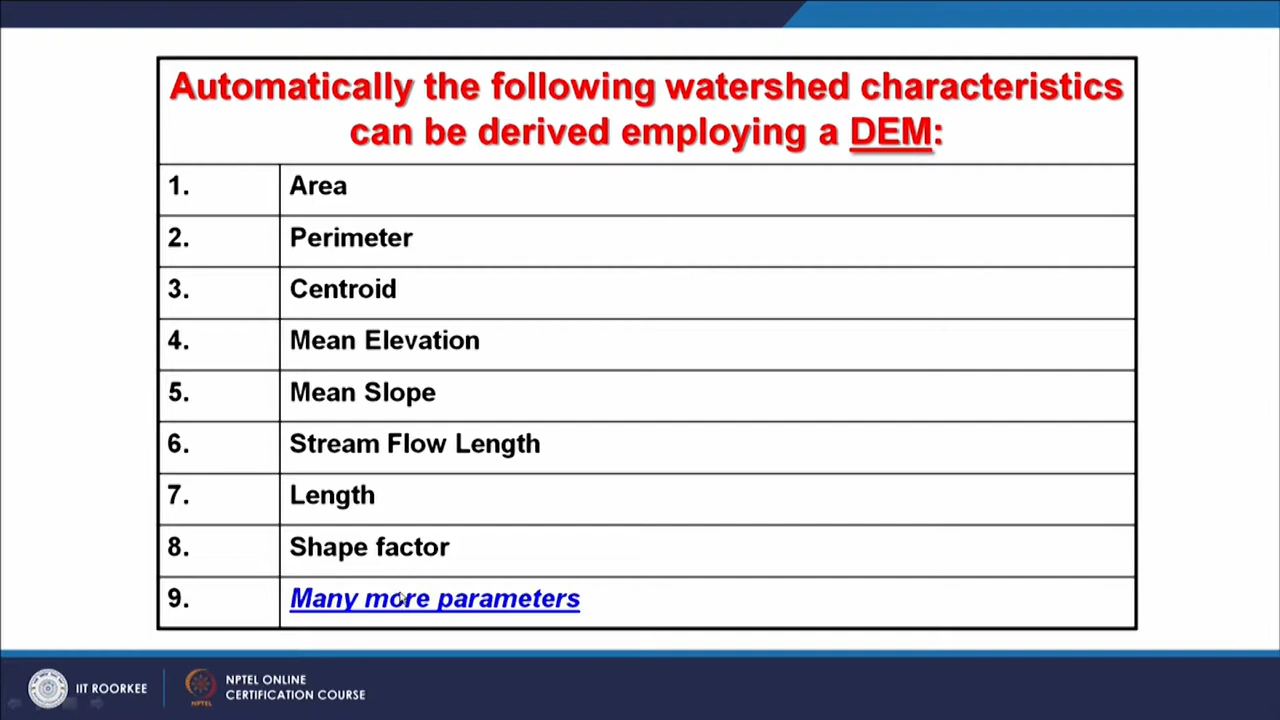 Automatically the following watershed characteristics
can be derived employing a DEM:
1. Area
2. Perimeter
3. Centroid
4. Mean Elevation
5. Mean Slope
6. Stream Flow Length
7. Length
8. Shape factor
9. Many more parameters
IIT ROORKEE
NPTEL
NPTEL ONLINE
CERTIFICATION COURSE